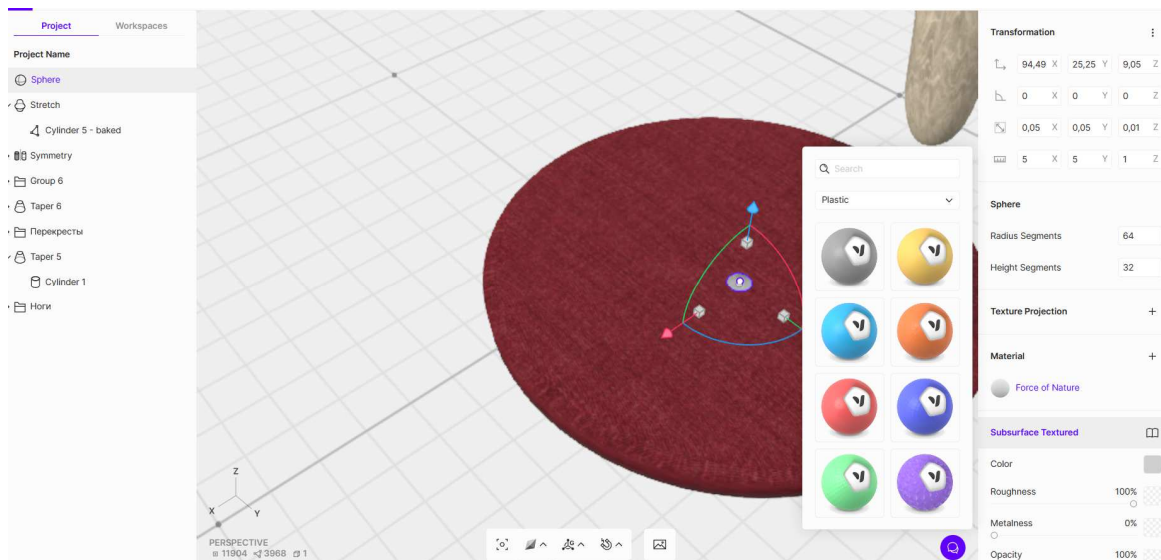 Project Workspaces
Project Name
Sphere
Stretch
Cylinder 5 - baked
Symmetry
Group 6
Taper 6
Перекресты
Taper 5
Cylinder 1
Ноги
Z
X
Y
PERSPECTIVE
11904 3968 1
Search
Plastic
Transformation
94,49 X 25,25 Y 9,05 Z
0 X 0 Y 0 Z
0,05 X 0,05 Y 0,01 Z
5 X 5 Y 1 Z
Sphere
Radius Segments 64
Height Segments 32
Texture Projection +
Material +
Force of Nature
Subsurface Textured
Color
Roughness 100%
Metalness 0%
Opacity 100%